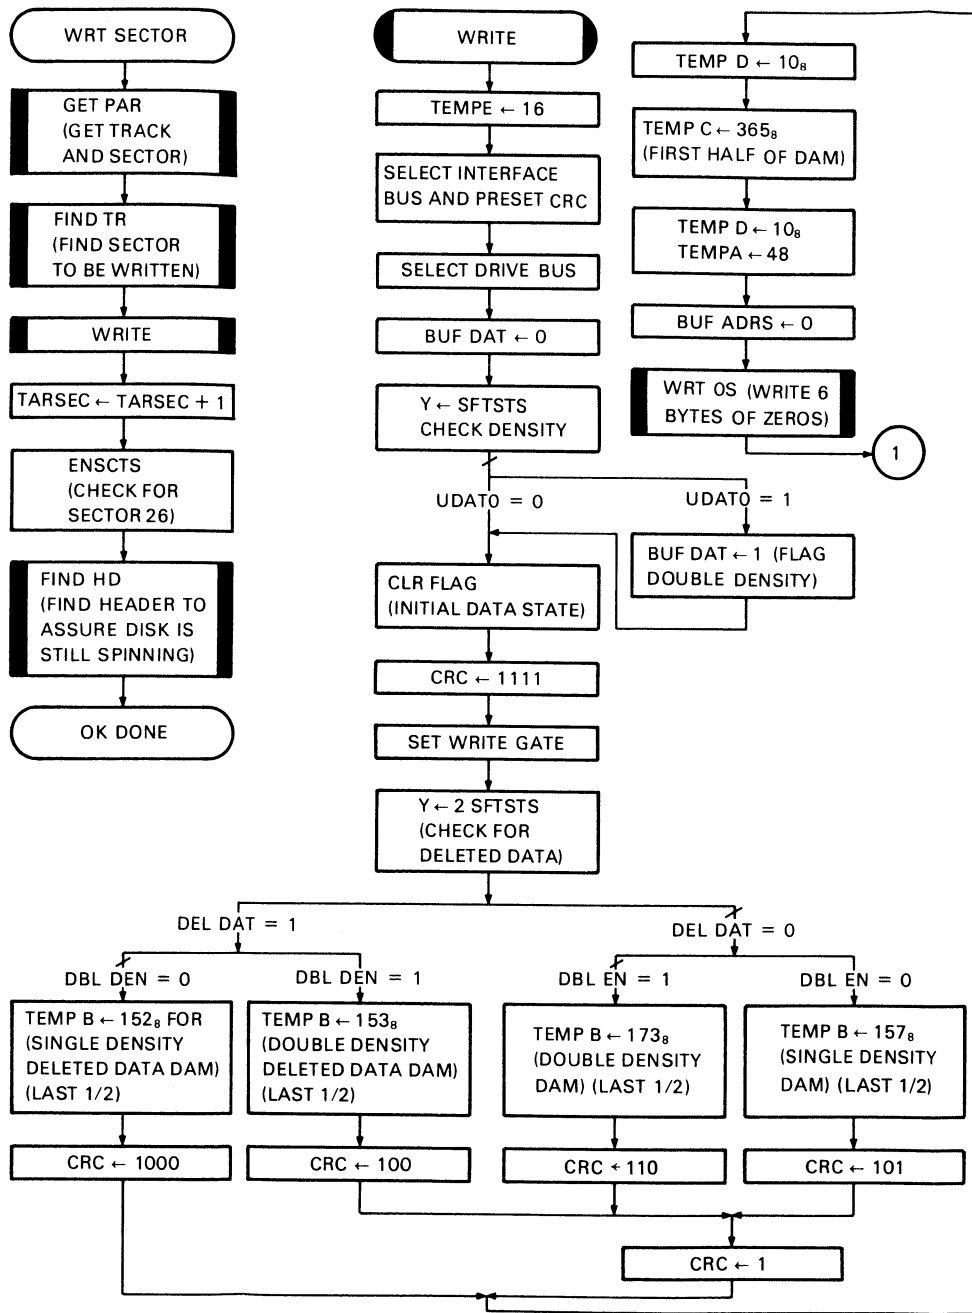 WRT SECTOR
GET PAR
(GET TRACK
AND SECTOR)
FIND TR
(FIND SECTOR
TO BE WRITTEN)
WRITE
TARSEC ← TARSEC + 1
ENSCTS
(CHECK FOR
SECTOR 26)
FIND HD
(FIND HEADER TO
ASSURE DISK IS
STILL SPINNING)
OK DONE
WRITE
TEMPE ← 16
SELECT INTERFACE
BUS AND PRESET CRC
SELECT DRIVE BUS
BUF DAT ← 0
Y ← SFTSTS
CHECK DENSITY
UDAT0 = 0
UDAT0 = 1
BUF DAT ← 1 (FLAG
DOUBLE DENSITY)
CLR FLAG
(INITIAL DATA STATE)
CRC ← 1111
SET WRITE GATE
Y ← 2 SFTSTS
(CHECK FOR
DELETED DATA)
DEL DAT = 1
DEL DAT = 0
DBL DEN = 0
DBL DEN = 1
DBL EN = 1
DBL EN = 0
TEMP B ← 152₈ FOR
(SINGLE DENSITY
DELETED DATA DAM)
(LAST 1/2)
TEMP B ← 153₈
(DOUBLE DENSITY
DELETED DATA DAM)
(LAST 1/2)
TEMP B ← 173₈
(DOUBLE DENSITY
DAM) (LAST 1/2)
TEMP B ← 157₈
(SINGLE DENSITY
DAM) (LAST 1/2)
CRC ← 1000
CRC ← 100
CRC ← 110
CRC ← 101
CRC ← 1
TEMP D ← 10₈
TEMP C ← 365₈
(FIRST HALF OF DAM)
TEMP D ← 10₈
TEMPA ← 48
BUF ADRS ← 0
WRT OS (WRITE 6
BYTES OF ZEROS)
1